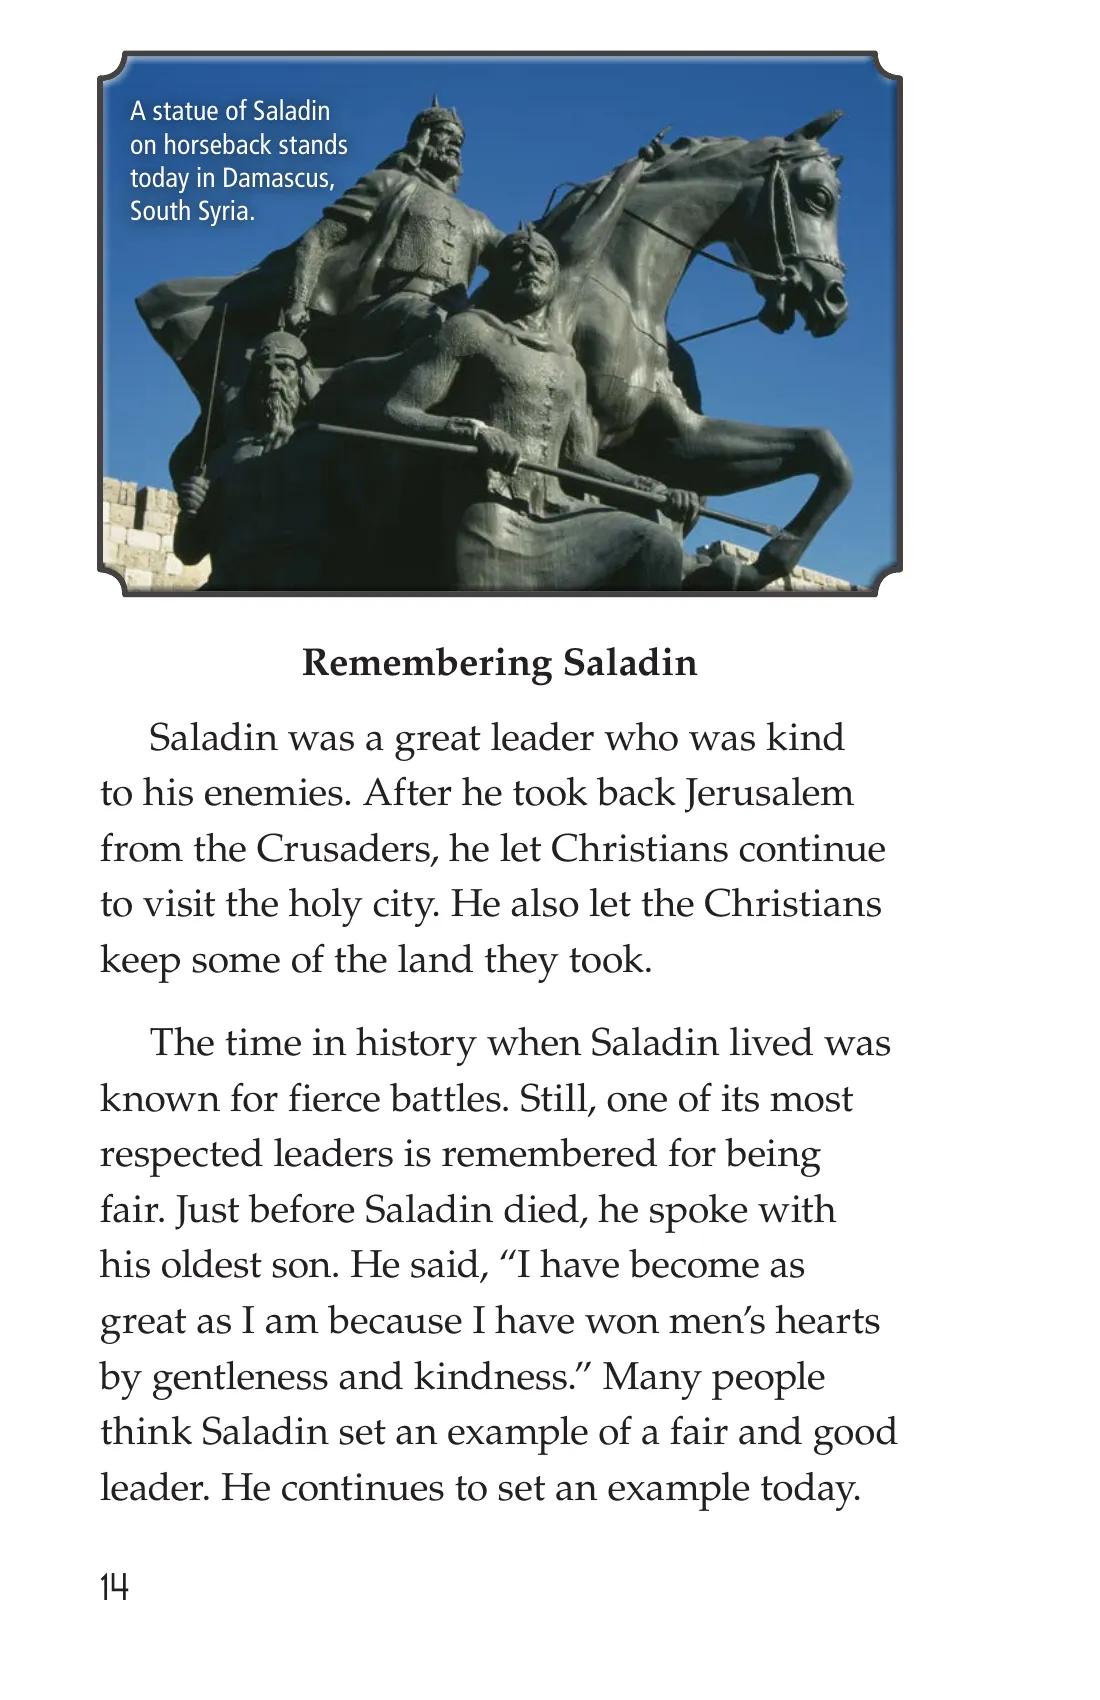 A statue of Saladin
on horseback stands
today in Damascus,
South Syria.
Remembering Saladin
Saladin was a great leader who was kind
to his enemies. After he took back Jerusalem
from the Crusaders, he let Christians continue
to visit the holy city. He also let the Christians
keep some of the land they took.
The time in history when Saladin lived was
known for fierce battles. Still, one of its most
respected leaders is remembered for being
fair. Just before Saladin died, he spoke with
his oldest son. He said, “I have become as
great as I am because I have won men’s hearts
by gentleness and kindness.” Many people
think Saladin set an example of a fair and good
leader. He continues to set an example today.
14